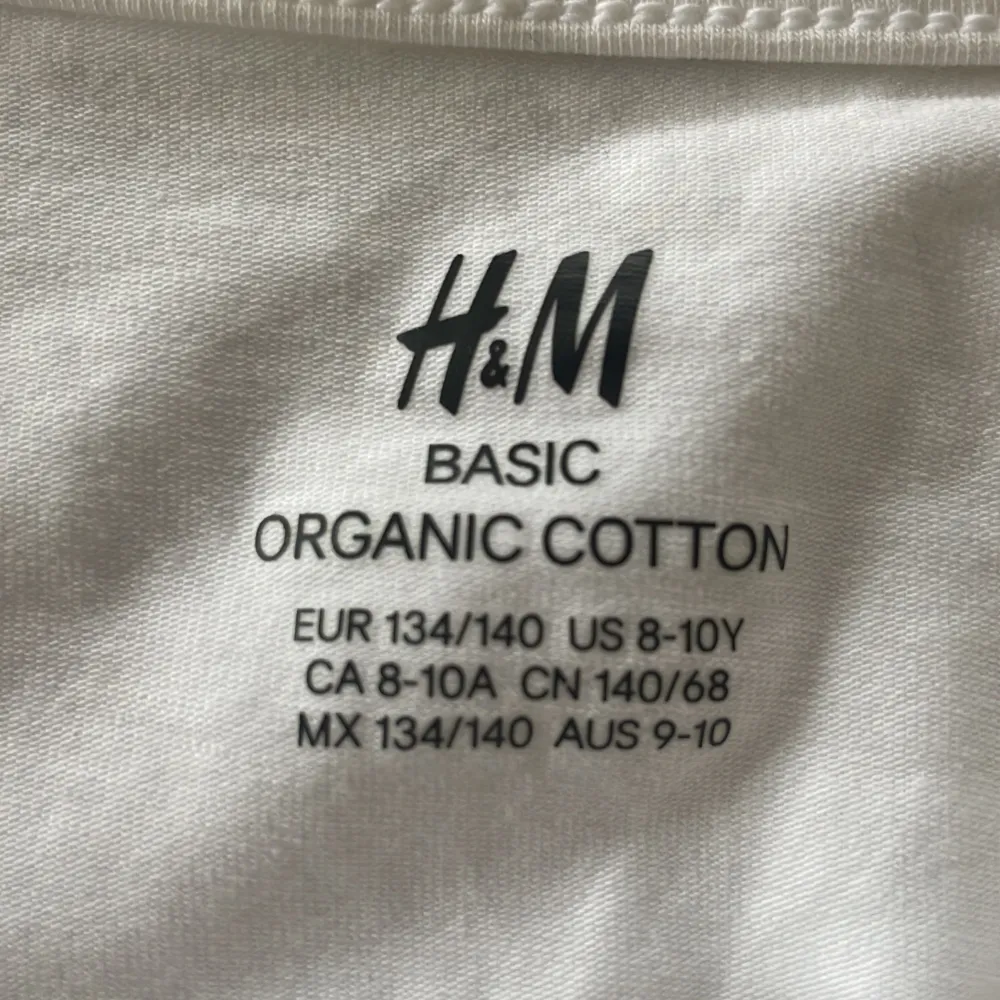 H&M
BASIC
ORGANIC COTTON
EUR 134/140 US 8-10Y
CA 8-10A CN 140/68
MX 134/140 AUS 9-10